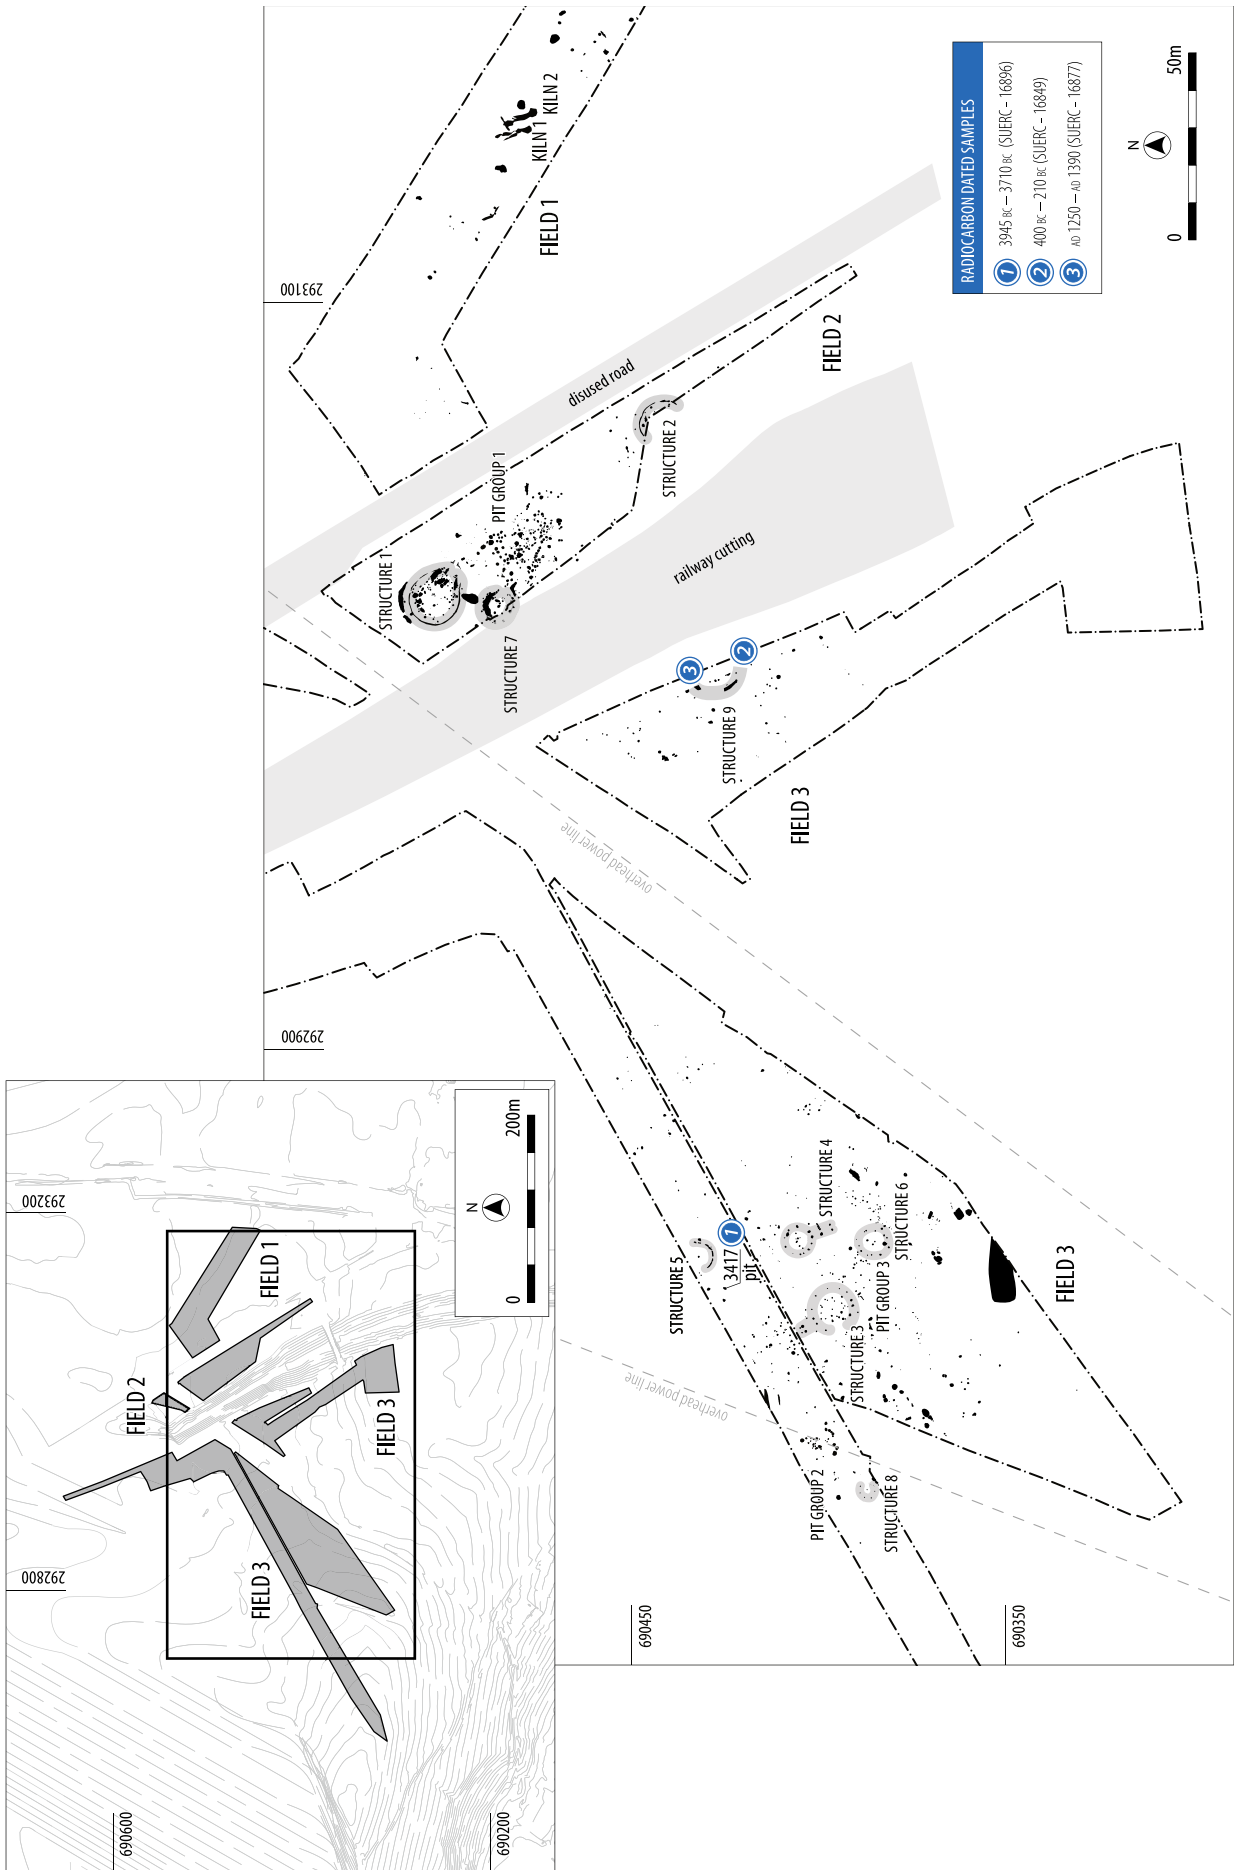 293200
292800
690600
690200
FIELD 1
FIELD 2
FIELD 3
FIELD 3
N
0
200m
293100
292900
690450
690350
FIELD 1
KILN 1
KILN 2
disused road
FIELD 2
STRUCTURE 1
PIT GROUP 1
STRUCTURE 7
STRUCTURE 2
railway cutting
3
2
STRUCTURE 9
FIELD 3
overhead power line
STRUCTURE 5
1
3417
pit
STRUCTURE 4
STRUCTURE 6
PIT GROUP 3
STRUCTURE 3
FIELD 3
overhead power line
PIT GROUP 2
STRUCTURE 8
RADIOCARBON DATED SAMPLES
1 3945 BC – 3710 BC (SUERC - 16896)
2 400 BC – 210 BC (SUERC - 16849)
3 AD 1250 – AD 1390 (SUERC - 16877)
N
0
50m